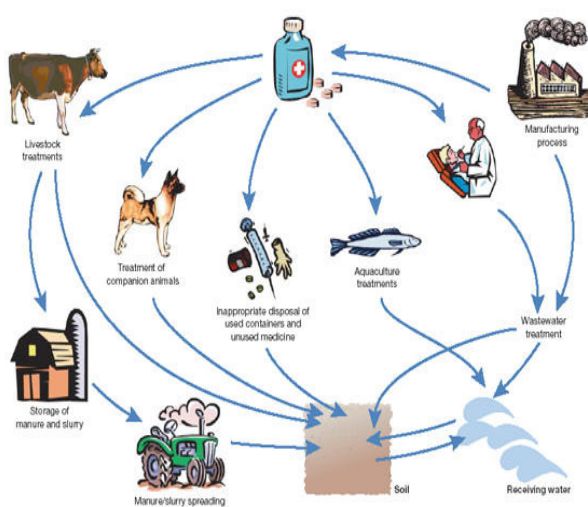 Livestock
treatments
Manufacturing
process
Treatment of
companion animals
Inappropriate disposal of
used containers and
unused medicine
Aquaculture
treatments
Wastewater
treatment
Storage of
manure and slurry
Manure/slurry spreading
Soil
Receiving water